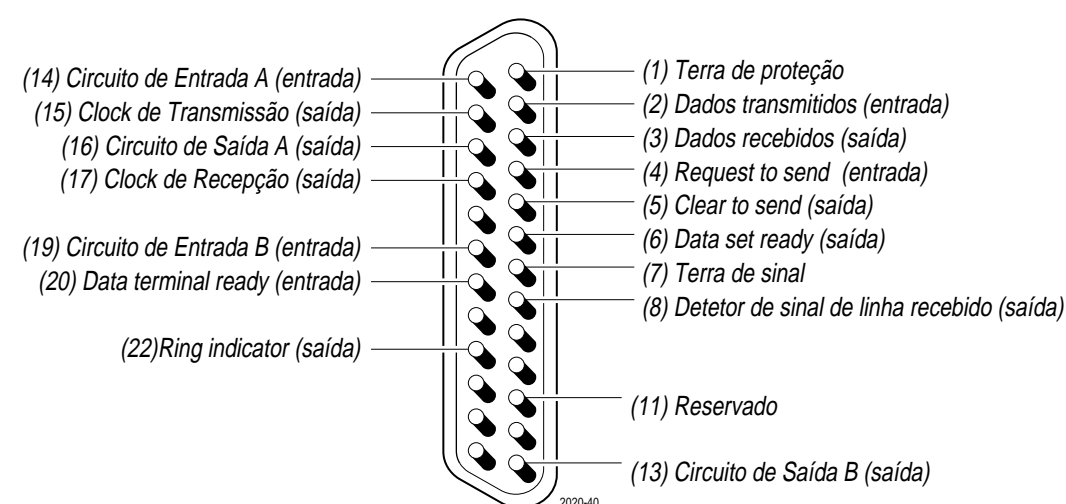 (14) Circuito de Entrada A (entrada)
(15) Clock de Transmissão (saída)
(16) Circuito de Saída A (saída)
(17) Clock de Recepção (saída)
(19) Circuito de Entrada B (entrada)
(20) Data terminal ready (entrada)
(22)Ring indicator (saída)
(1) Terra de proteção
(2) Dados transmitidos (entrada)
(3) Dados recebidos (saída)
(4) Request to send (entrada)
(5) Clear to send (saída)
(6) Data set ready (saída)
(7) Terra de sinal
(8) Detetor de sinal de linha recebido (saída)
(11) Reservado
(13) Circuito de Saída B (saída)
2020-40